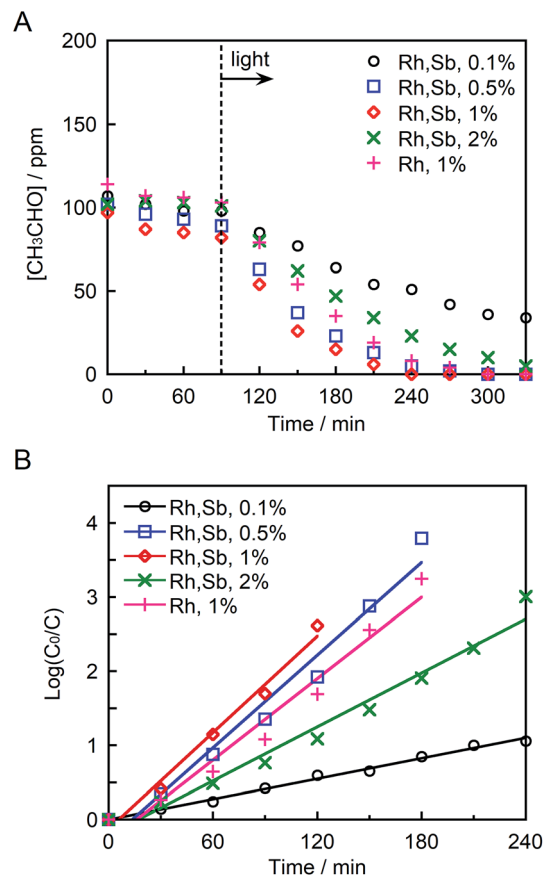 A
200
150
100
50
0
[CH₃CHO] / ppm
light
Rh,Sb, 0.1%
Rh,Sb, 0.5%
Rh,Sb, 1%
Rh,Sb, 2%
Rh, 1%
0 60 120 180 240 300
Time / min
B
4
3
2
1
0
Log(C₀/C)
Rh,Sb, 0.1%
Rh,Sb, 0.5%
Rh,Sb, 1%
Rh,Sb, 2%
Rh, 1%
0 60 120 180 240
Time / min